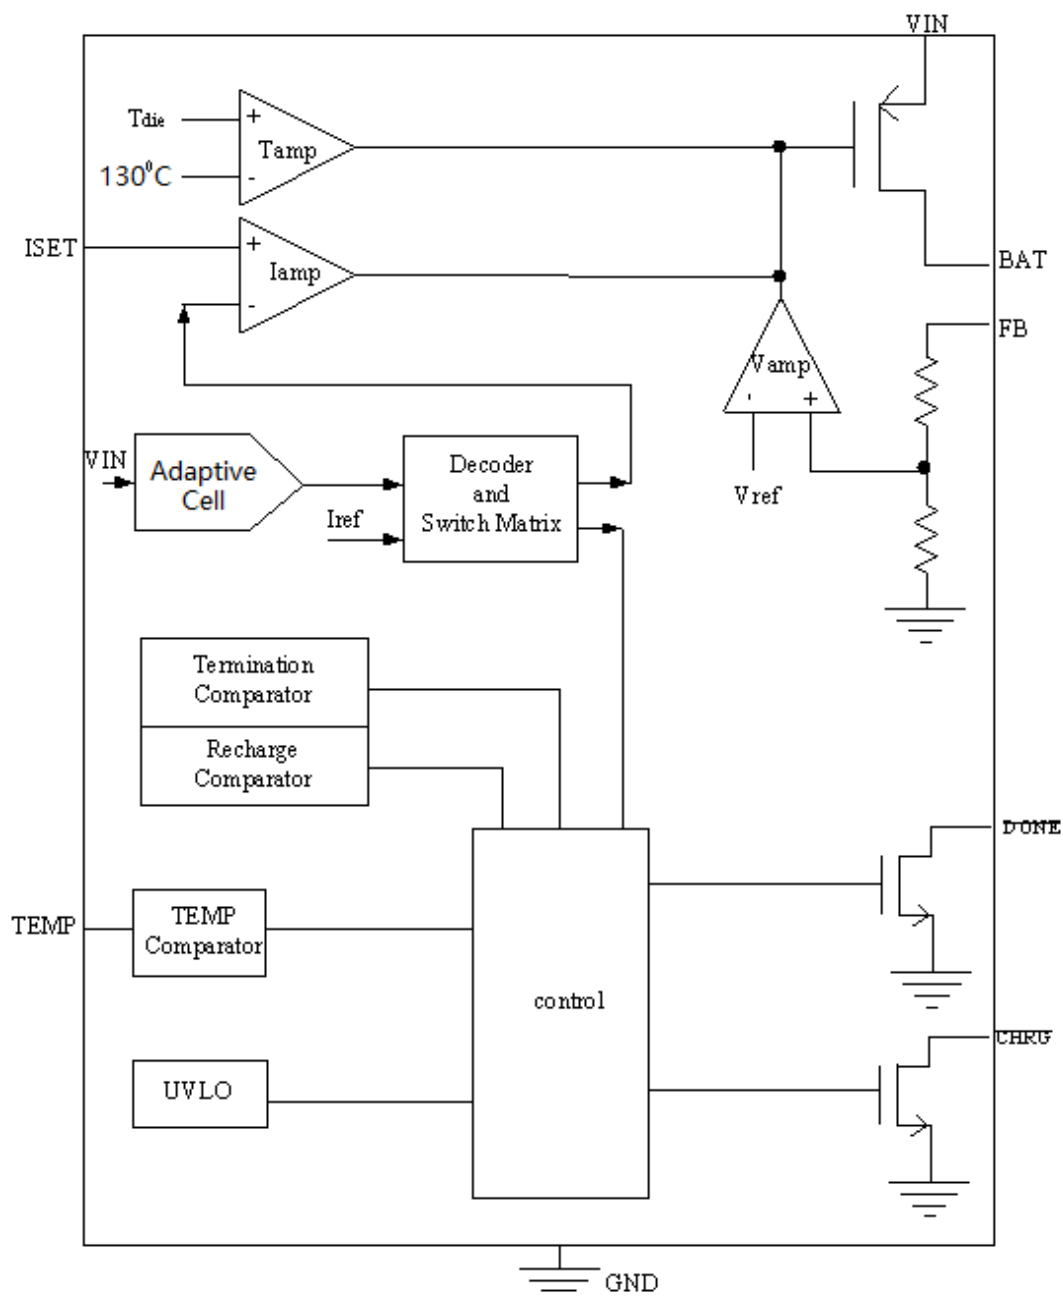 VIN
Tdie
+
Tamp
130⁰C
-
ISET
+
Iamp
-
BAT
FB
Vamp
-
+
Vref
VIN
Adaptive
Cell
Iref
Decoder
and
Switch Matrix
Termination
Comparator
Recharge
Comparator
DONE
TEMP
TEMP
Comparator
control
CHRG
UVLO
GND